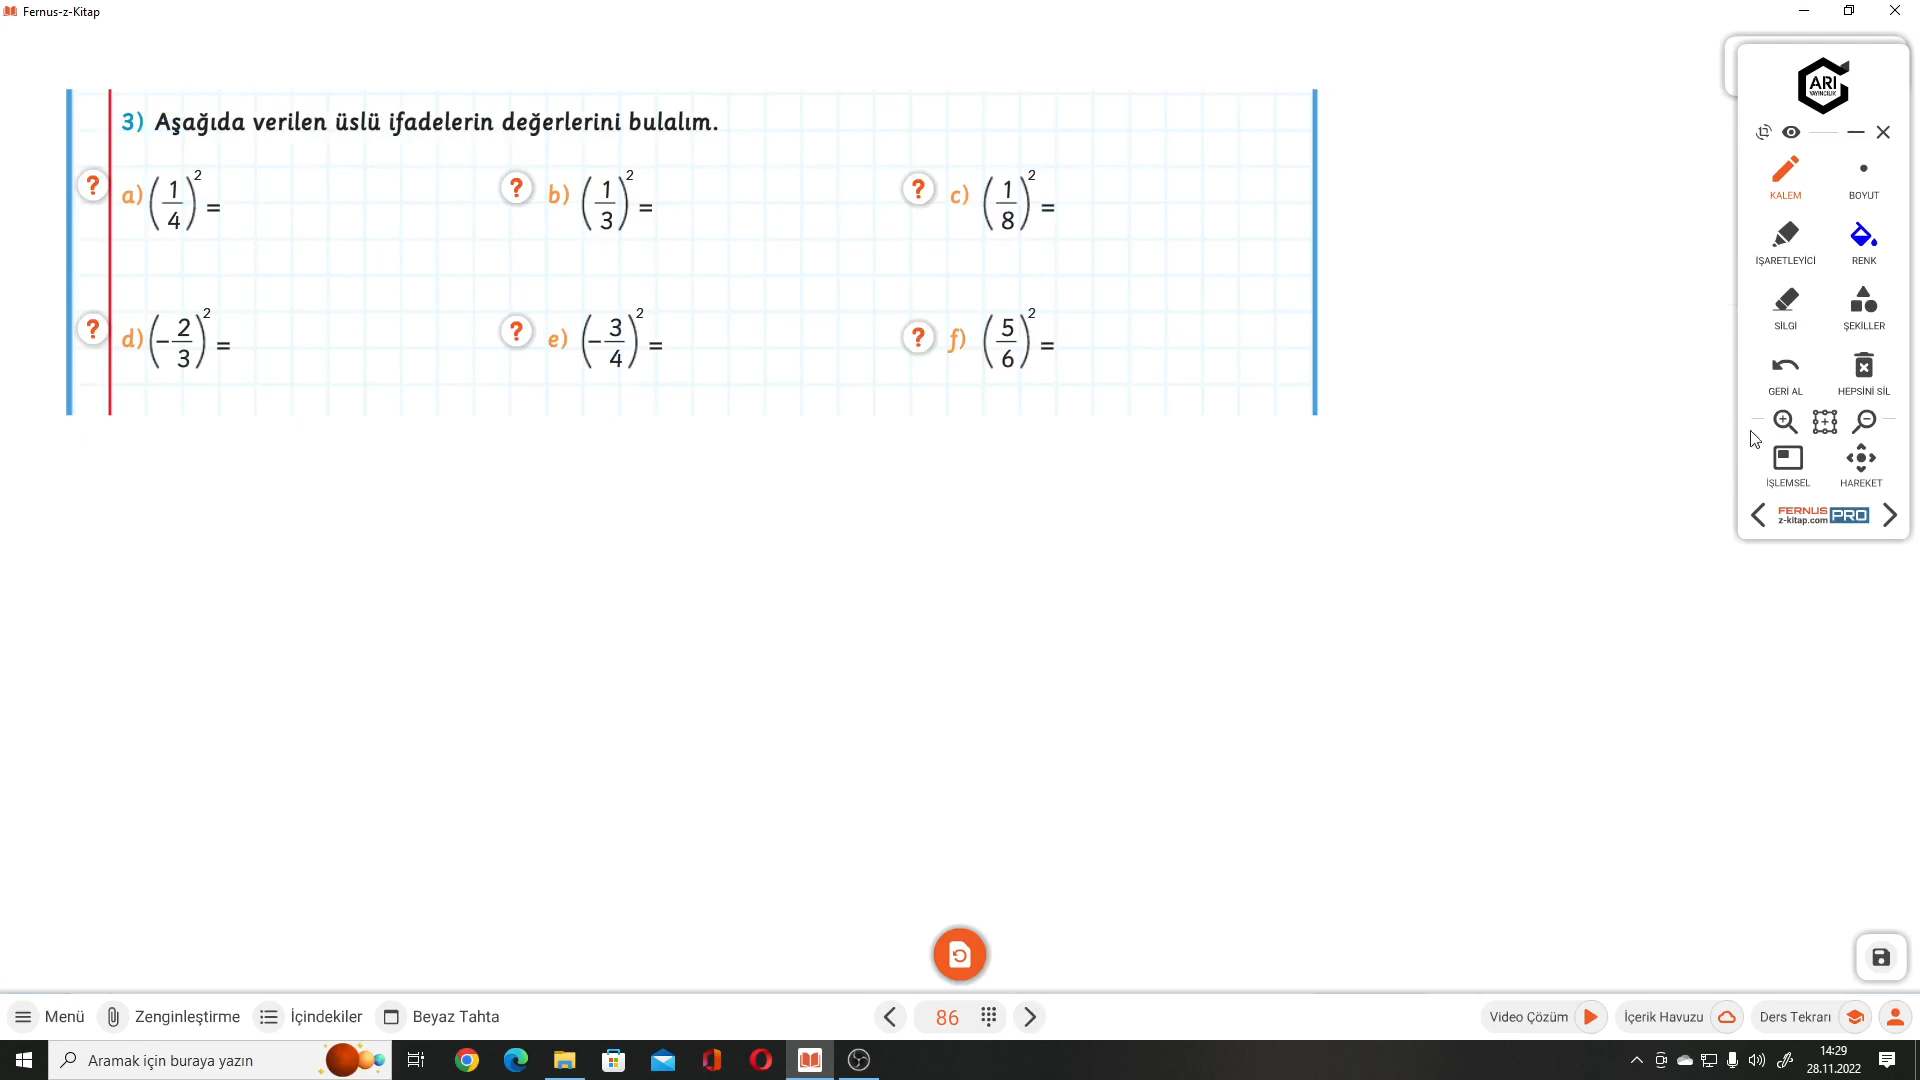 Fernus-z-Kitap
ARI
YAYINCILIK
3) Aşağıda verilen üslü ifadelerin değerlerini bulalım.
? a) (1/4)² = ? b) (1/3)² = ? c) (1/8)² =
? d) (-2/3)² = ? e) (-3/4)² = ? f) (5/6)² =
KALEM BOYUT
İŞARETLEYİCİ RENK
SİLGİ ŞEKİLLER
GERİ AL HEPSİNİ SİL
İŞLEMSEL HAREKET
FERNUS PRO
z-kitap.com
Menü Zenginleştirme İçindekiler Beyaz Tahta 86 Video Çözüm İçerik Havuzu Ders Tekrarı
Aramak için buraya yazın 14:29
28.11.2022